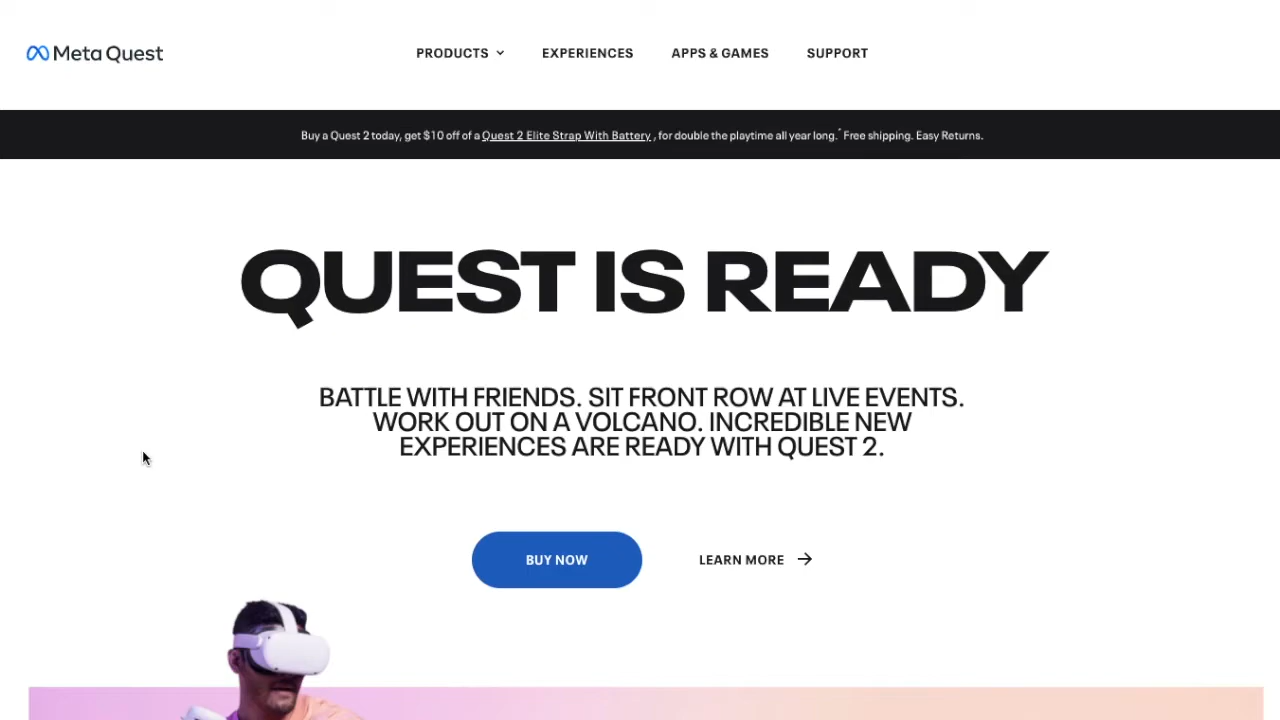 Meta Quest
PRODUCTS
EXPERIENCES
APPS & GAMES
SUPPORT
Buy a Quest 2 today, get $10 off of a Quest 2 Elite Strap With Battery , for double the playtime all year long.* Free shipping. Easy Returns.
QUEST IS READY
BATTLE WITH FRIENDS. SIT FRONT ROW AT LIVE EVENTS.
WORK OUT ON A VOLCANO. INCREDIBLE NEW
EXPERIENCES ARE READY WITH QUEST 2.
BUY NOW
LEARN MORE